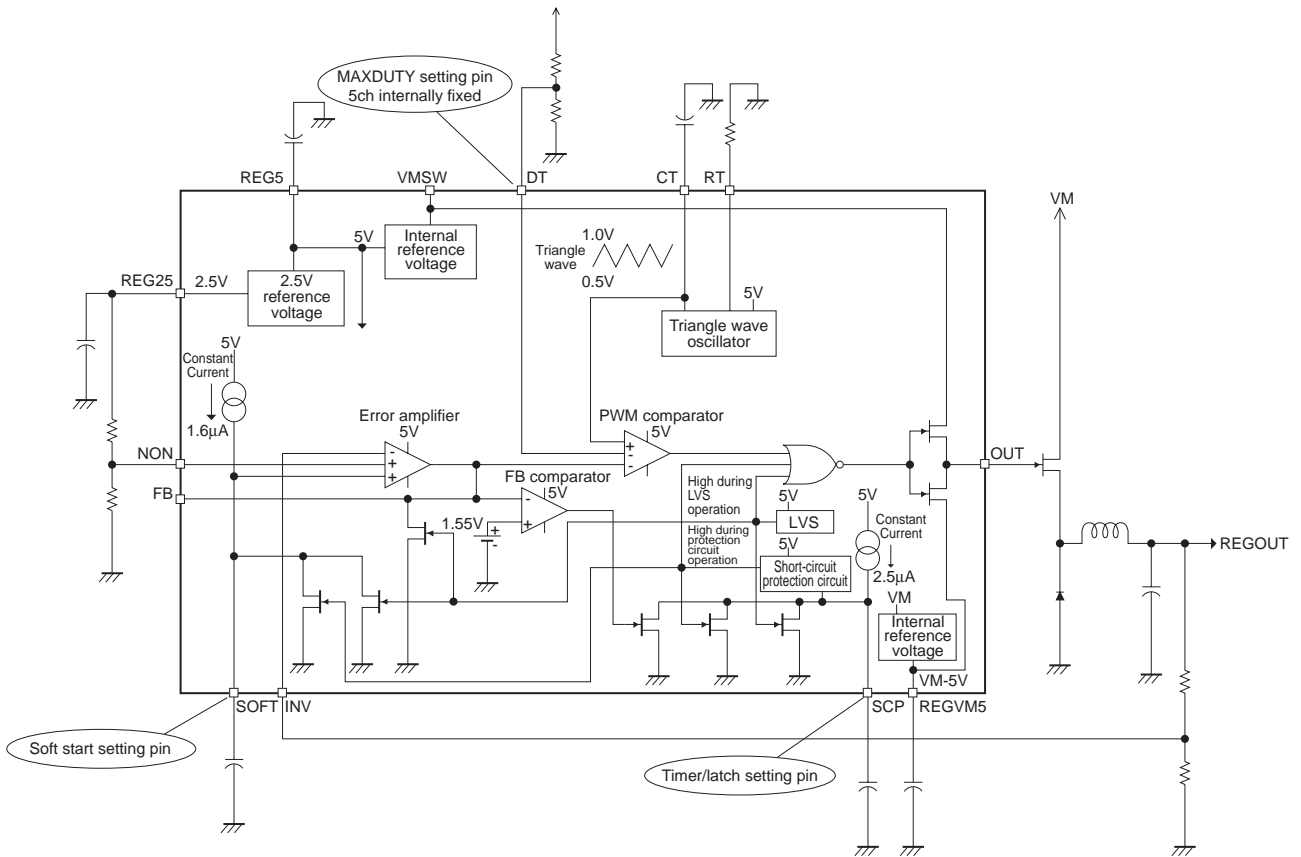 MAXDUTY setting pin
5ch internally fixed
REG5
VMSW
DT
CT
RT
VM
5V
Internal
reference
voltage
Triangle
wave
1.0V
0.5V
REG25
2.5V
2.5V
reference
voltage
5V
Triangle wave
oscillator
5V
Constant
Current
1.6µA
Error amplifier
5V
PWM comparator
5V
-
+
+
+
-
-
NON
OUT
FB
FB comparator
5V
-
+
1.55V
+
-
High during
LVS
operation
5V
LVS
5V
Constant
Current
2.5µA
High during
protection
circuit
operation
5V
Short-circuit
protection circuit
REGOUT
VM
Internal
reference
voltage
VM-5V
SOFT
INV
SCP
REGVM5
Soft start setting pin
Timer/latch setting pin